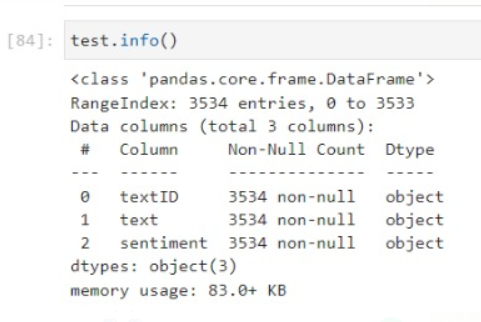 [84]: test.info()
<class 'pandas.core.frame.DataFrame'>
RangeIndex: 3534 entries, 0 to 3533
Data columns (total 3 columns):
 #   Column     Non-Null Count  Dtype
---  ------     --------------  -----
 0   textID     3534 non-null   object
 1   text       3534 non-null   object
 2   sentiment  3534 non-null   object
dtypes: object(3)
memory usage: 83.0+ KB